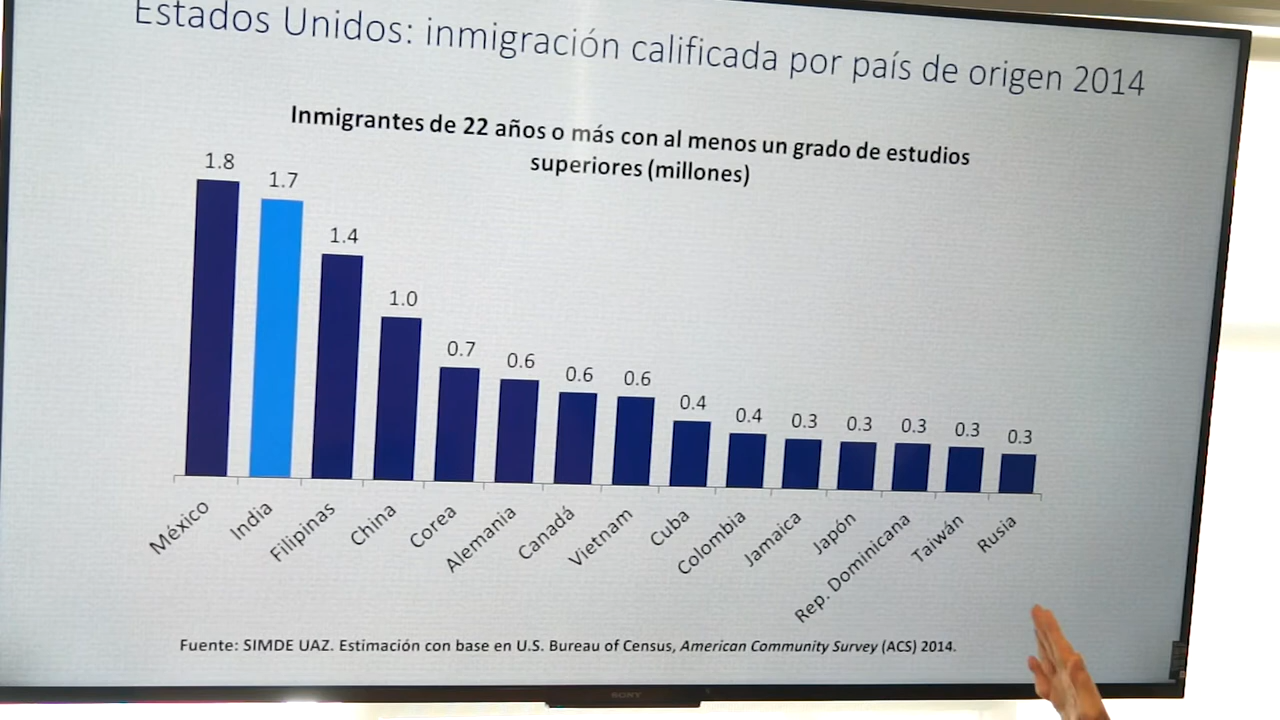 Estados Unidos: inmigración calificada por país de origen 2014
Inmigrantes de 22 años o más con al menos un grado de estudios
superiores (millones)
1.8
1.7
1.4
1.0
0.7
0.6
0.6
0.6
0.4
0.4
0.3
0.3
0.3
0.3
0.3
México
India
Filipinas
China
Corea
Alemania
Canadá
Vietnam
Cuba
Colombia
Jamaica
Japón
Rep. Dominicana
Taiwán
Rusia
Fuente: SIMDE UAZ. Estimación con base en U.S. Bureau of Census, American Community Survey (ACS) 2014.
SONY